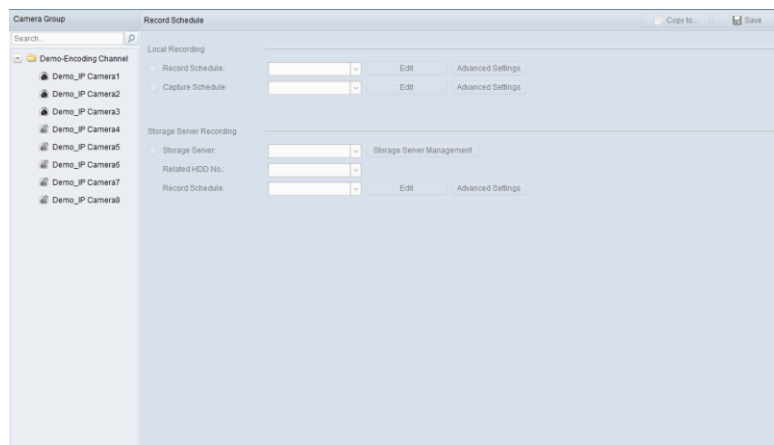 Camera Group
Record Schedule
Copy to...
Save
Search...
Demo-Encoding Channel
Demo_IP Camera1
Demo_IP Camera2
Demo_IP Camera3
Demo_IP Camera4
Demo_IP Camera5
Demo_IP Camera6
Demo_IP Camera7
Demo_IP Camera8
Local Recording
Record Schedule: Edit Advanced Settings
Capture Schedule: Edit Advanced Settings
Storage Server Recording
Storage Server: Storage Server Management
Related HDD No.:
Record Schedule: Edit Advanced Settings